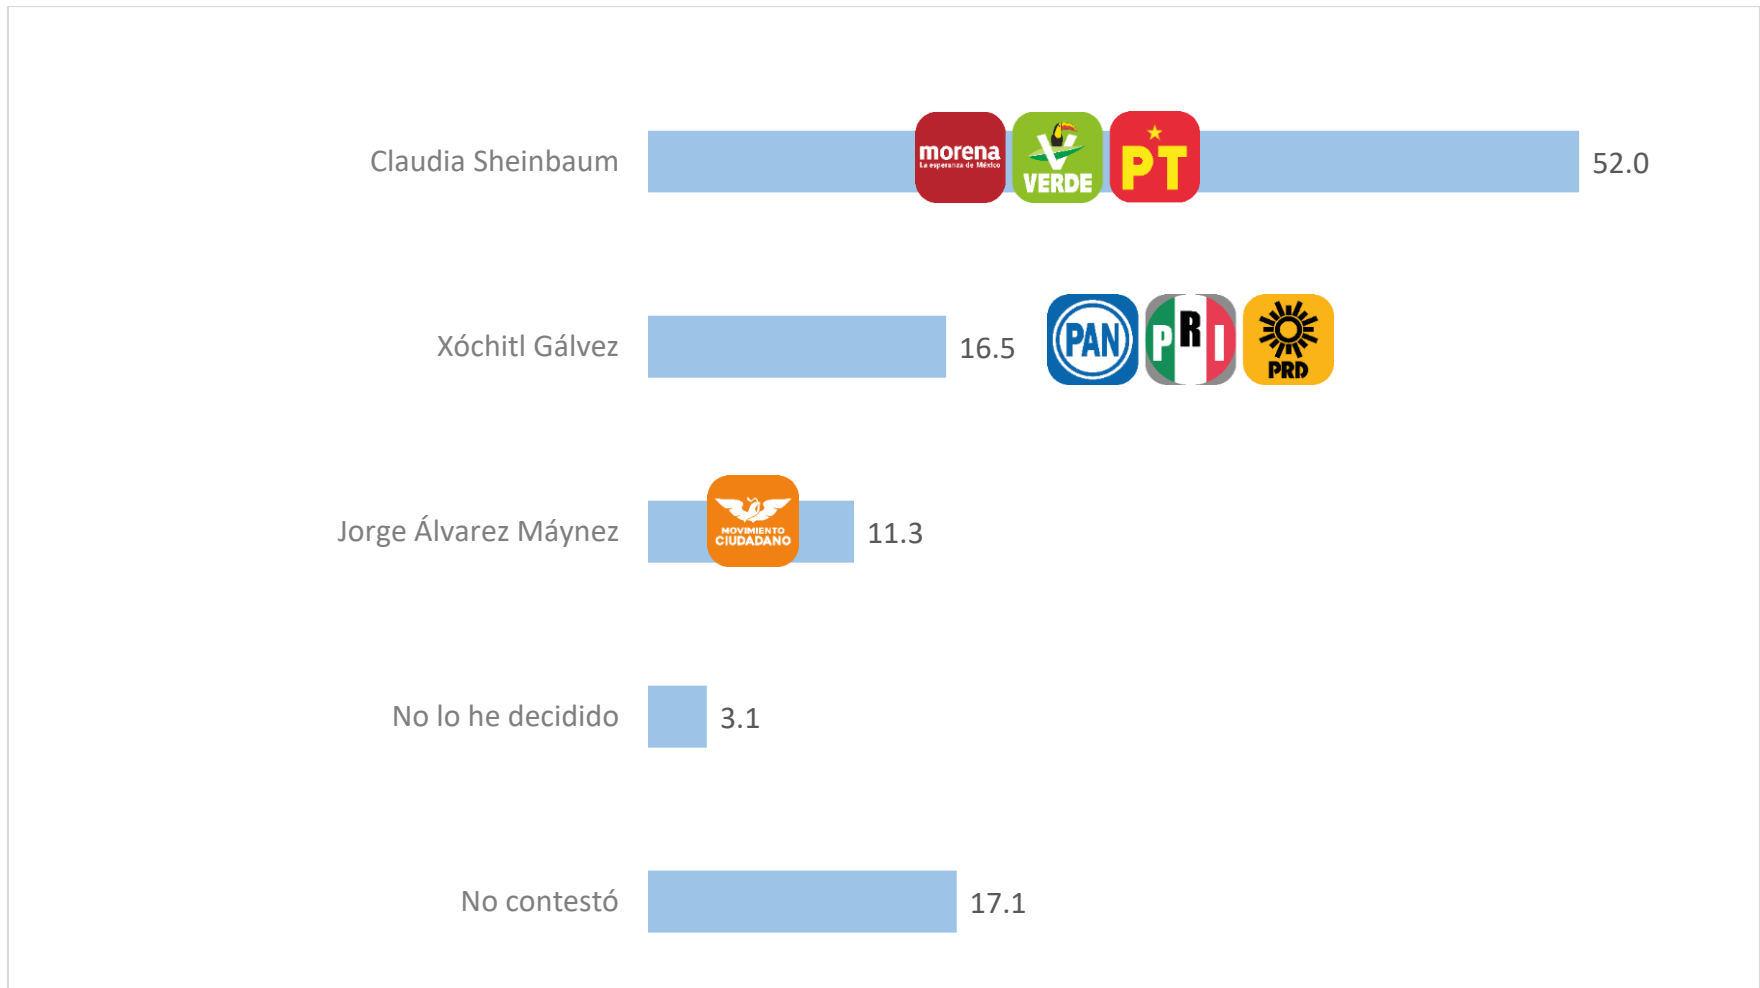 Claudia Sheinbaum
morena
La esperanza de México
VERDE
PT
52.0
Xóchitl Gálvez
16.5
PAN
PRI
PRD
Jorge Álvarez Máynez
MOVIMIENTO
CIUDADANO
11.3
No lo he decidido
3.1
No contestó
17.1